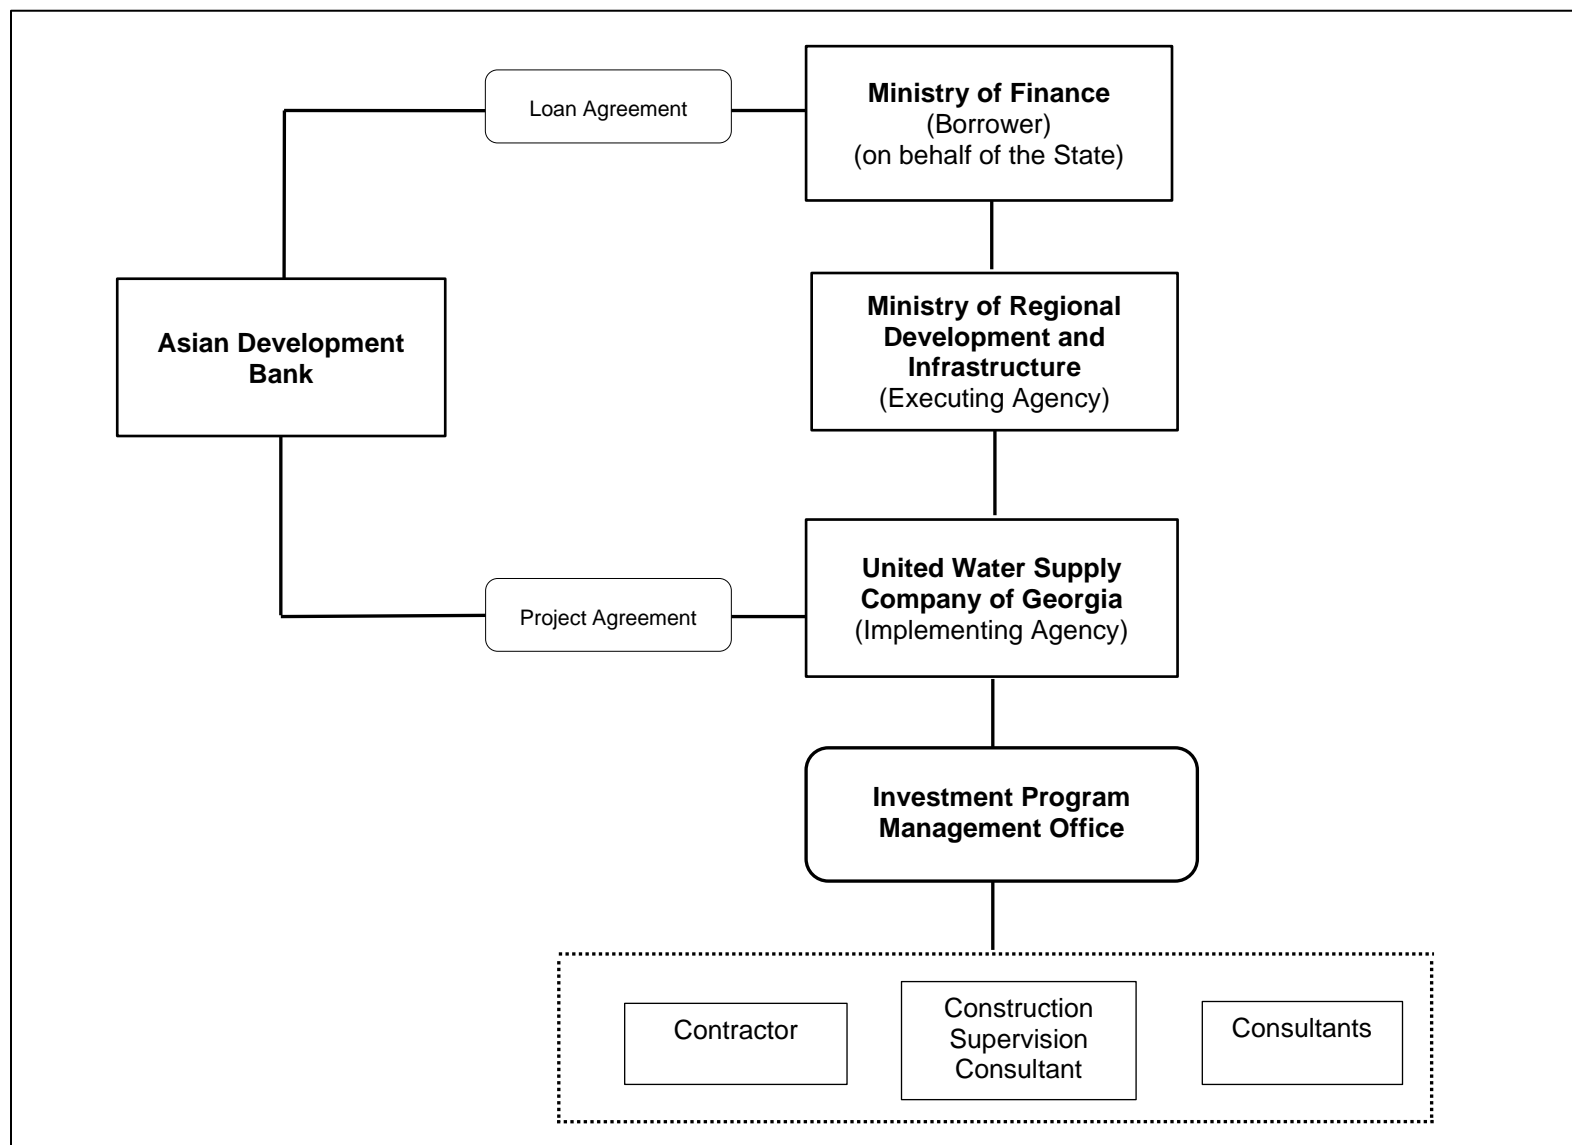 Loan Agreement
Ministry of Finance
(Borrower)
(on behalf of the State)
Asian Development
Bank
Ministry of Regional
Development and
Infrastructure
(Executing Agency)
Project Agreement
United Water Supply
Company of Georgia
(Implementing Agency)
Investment Program
Management Office
Contractor
Construction
Supervision
Consultant
Consultants